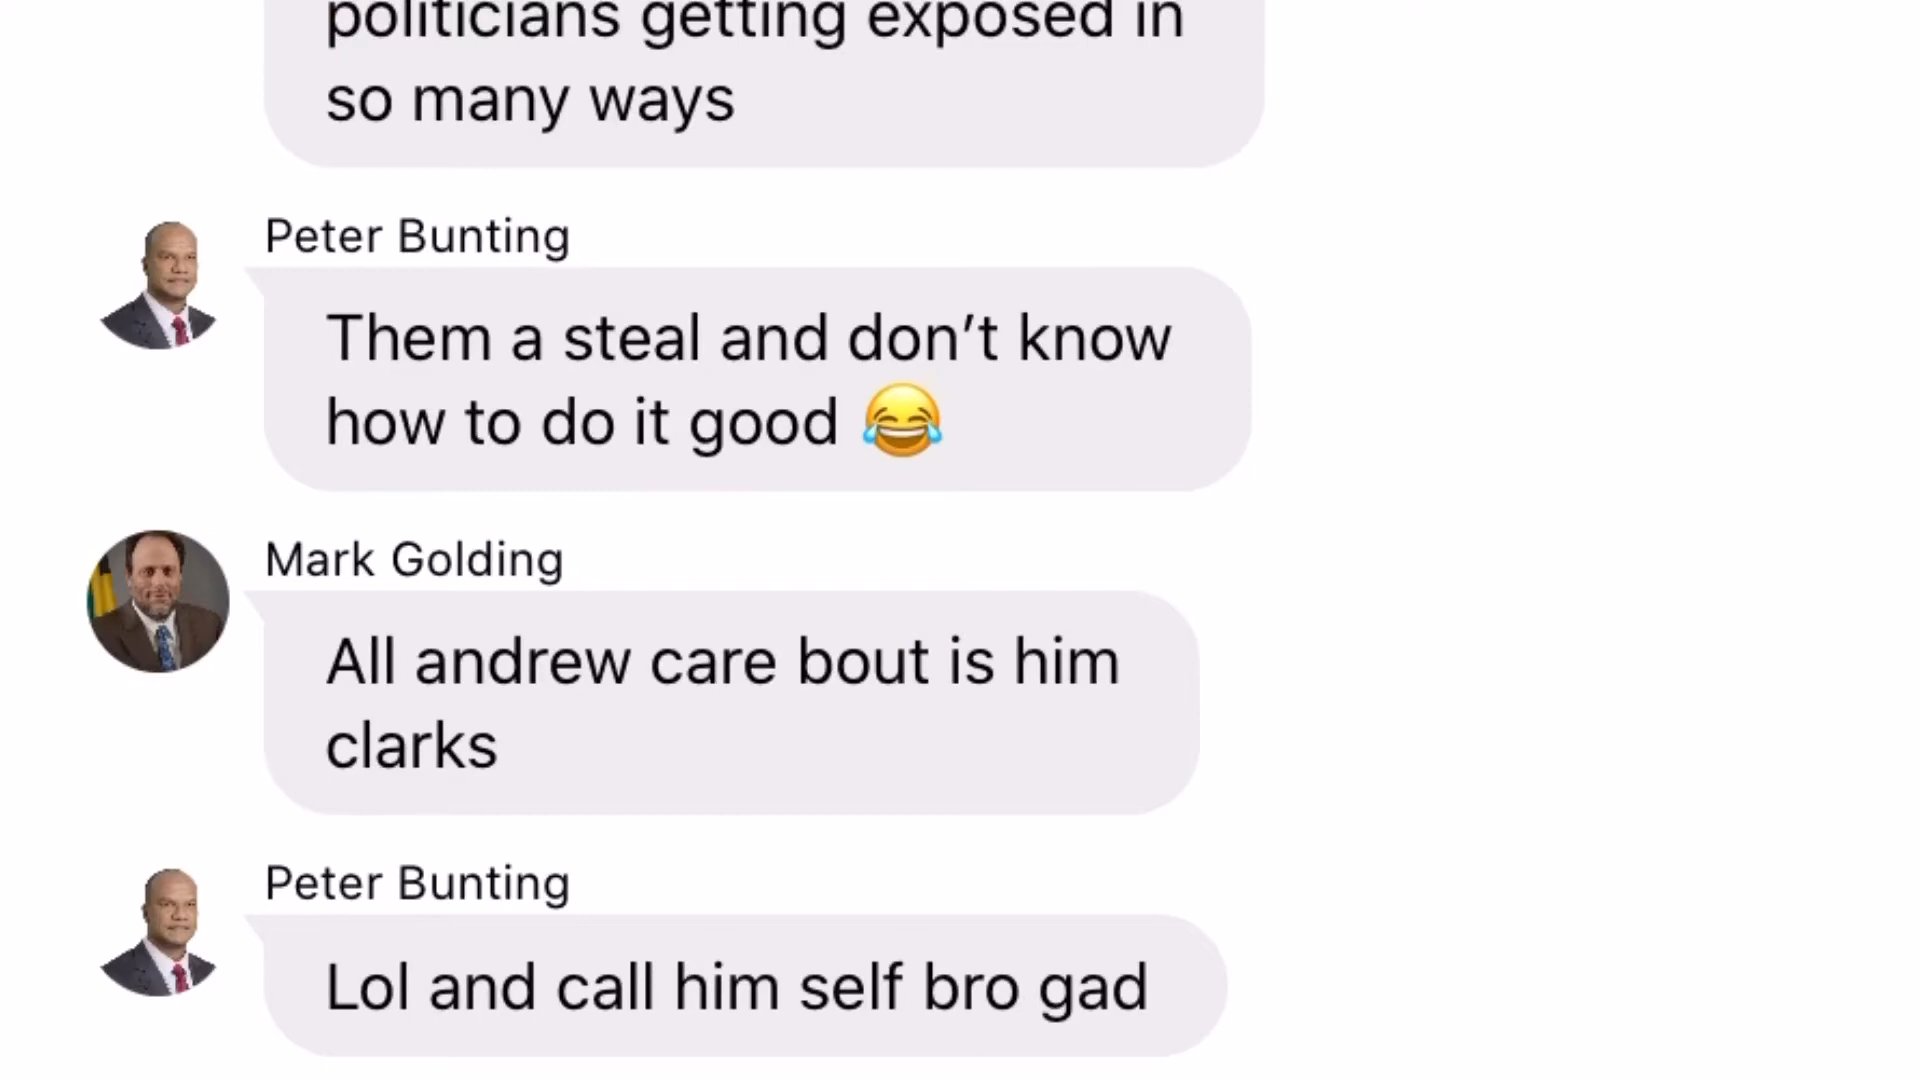 politicians getting exposed in
so many ways
Peter Bunting
Them a steal and don’t know
how to do it good 😂
Mark Golding
All andrew care bout is him
clarks
Peter Bunting
Lol and call him self bro gad